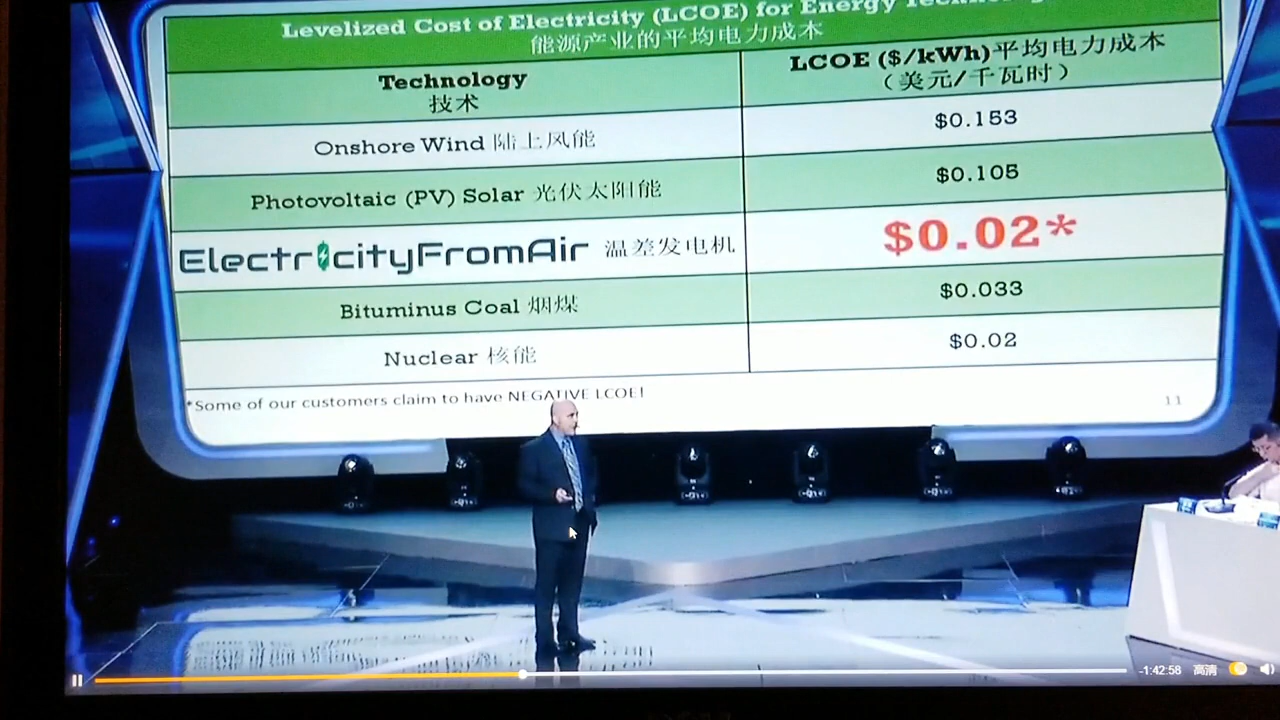 Levelized Cost of Electricity (LCOE) for Energy
能源产业的平均电力成本
Technology
技术
LCOE ($/kWh)平均电力成本
（美元/千瓦时）
Onshore Wind 陆上风能
$0.153
Photovoltaic (PV) Solar 光伏太阳能
$0.105
ElectricityFromAir 温差发电机
$0.02*
Bituminus Coal 烟煤
$0.033
Nuclear 核能
$0.02
*Some of our customers claim to have NEGATIVE LCOE!
11
-1:42:58 高清